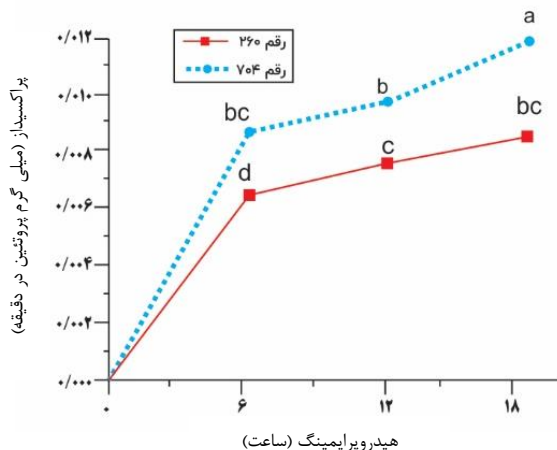 ۰/۰۱۲
۰/۰۱۰
۰/۰۰۸
۰/۰۰۶
۰/۰۰۴
۰/۰۰۲
۰/۰۰۰
پراکسیداز (میلی گرم پروتئین در دقیقه)
رقم ۲۶۰
رقم ۷۰۴
a
b
bc
bc
c
d
۰ ۶ ۱۲ ۱۸
هیدروپرایمینگ (ساعت)